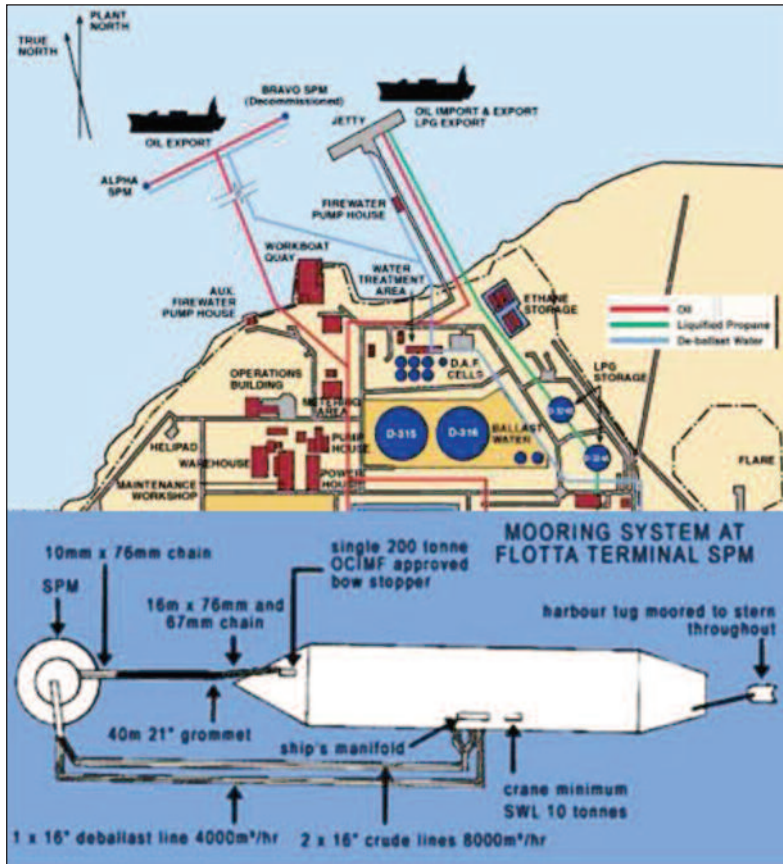 PLANT
NORTH
TRUE
NORTH
BRAVO SPM
(Decommissioned)
OIL EXPORT
JETTY
OIL IMPORT & EXPORT
LPG EXPORT
ALPHA
SPM
FIREWATER
PUMP HOUSE
WORKBOAT
QUAY
WATER
TREATMENT
AREA
AUX.
FIREWATER
PUMP HOUSE
ETHANE
STORAGE
Oil
Liquified Propane
De-ballast Water
OPERATIONS
BUILDING
D.A.F
CELLS
LPG
STORAGE
METERING
AREA
D-315
D-316
BALLAST
WATER
HELIPAD
PUMP
HOUSE
WAREHOUSE
POWER
HOUSE
MAINTENANCE
WORKSHOP
FLARE
MOORING SYSTEM AT
FLOTTA TERMINAL SPM
10mm x 76mm chain
single 200 tonne
OCIMF approved
bow stopper
SPM
16m x 76mm and
67mm chain
harbour tug moored to stern
throughout
40m 21" grommet
ship's manifold
crane minimum
SWL 10 tonnes
1 x 16" deballast line 4000m³/hr
2 x 16" crude lines 8000m³/hr